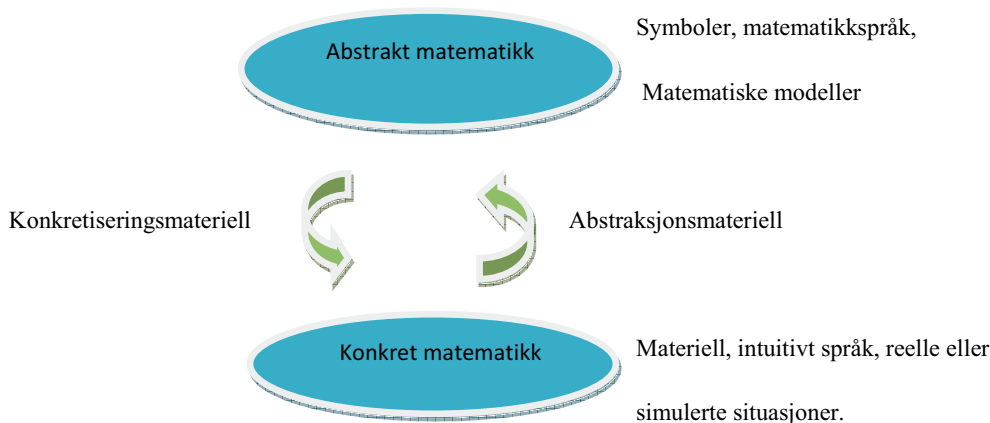 Symboler, matematikkspråk,
Abstrakt matematikk
Matematiske modeller
Konkretiseringsmateriell
Abstraksjonsmateriell
Konkret matematikk
Materiell, intuitivt språk, reelle eller
simulerte situasjoner.